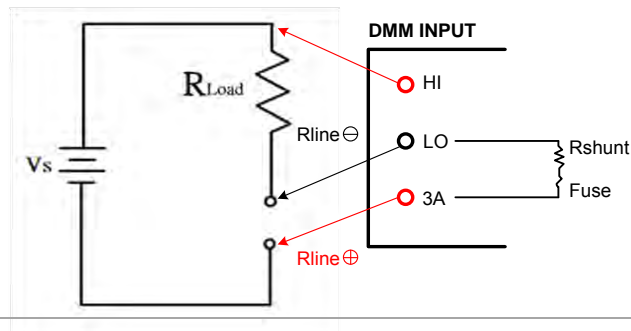 DMM INPUT
HI
RLoad
Rline⊖
LO
Rshunt
Vs
Fuse
3A
Rline⊕